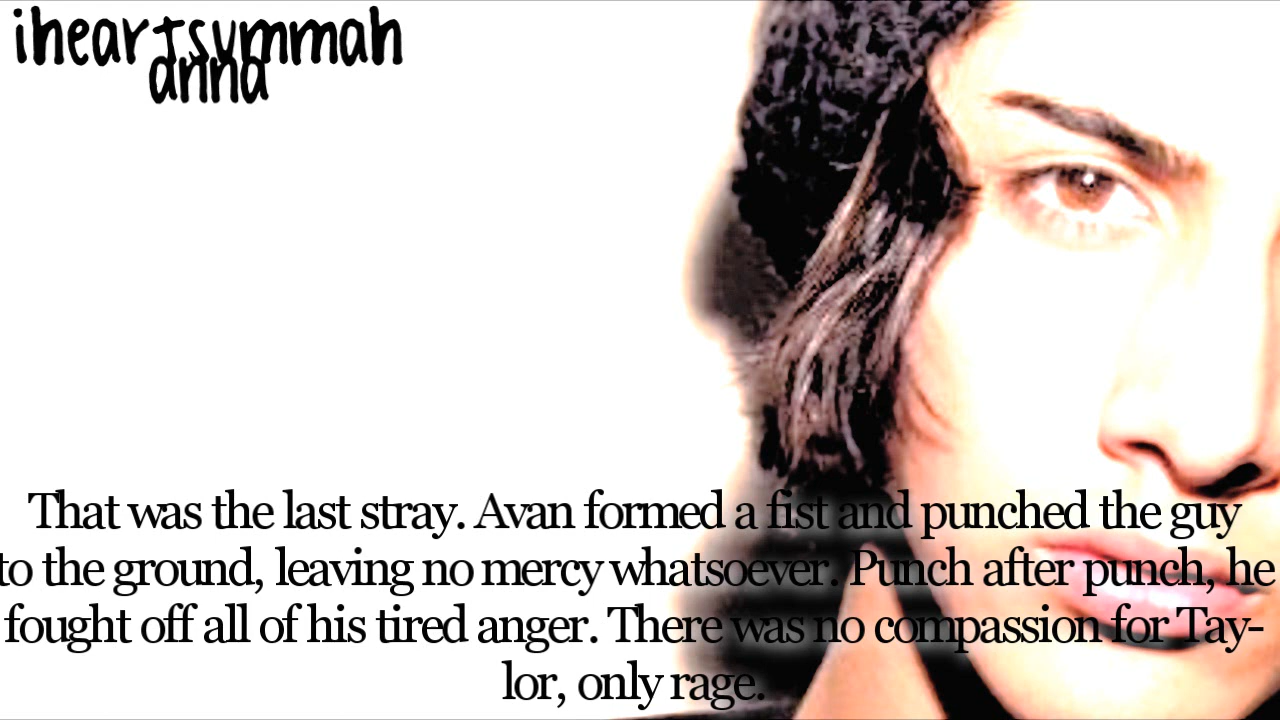 iheartsummah
anna
That was the last stray. Avan formed a fist and punched the guy
to the ground, leaving no mercy whatsoever. Punch after punch, he
fought off all of his tired anger. There was no compassion for Tay-
lor, only rage.